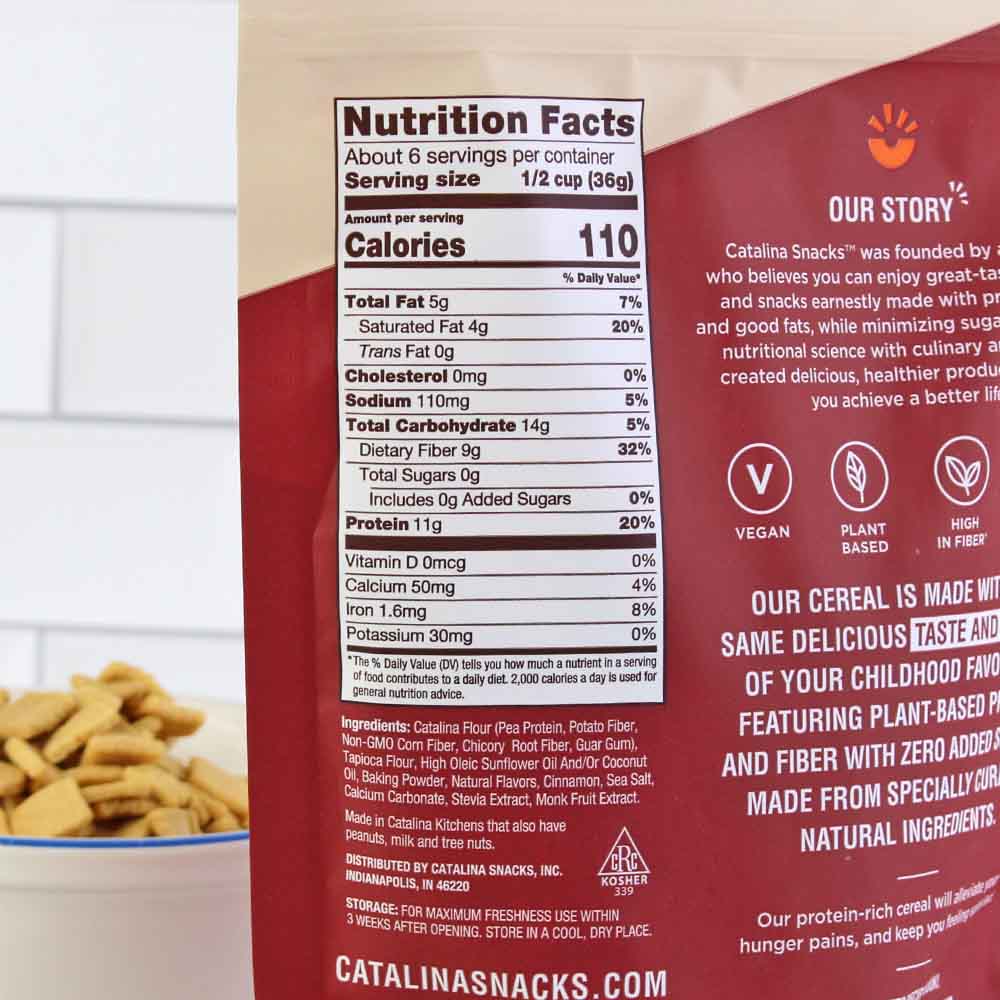 Nutrition Facts
About 6 servings per container
Serving size 1/2 cup (36g)
Amount per serving
Calories 110
% Daily Value*
Total Fat 5g 7%
Saturated Fat 4g 20%
Trans Fat 0g
Cholesterol 0mg 0%
Sodium 110mg 5%
Total Carbohydrate 14g 5%
Dietary Fiber 9g 32%
Total Sugars 0g
Includes 0g Added Sugars 0%
Protein 11g 20%
Vitamin D 0mcg 0%
Calcium 50mg 4%
Iron 1.6mg 8%
Potassium 30mg 0%
*The % Daily Value (DV) tells you how much a nutrient in a serving
of food contributes to a daily diet. 2,000 calories a day is used for
general nutrition advice.
Ingredients: Catalina Flour (Pea Protein, Potato Fiber,
Non-GMO Corn Fiber, Chicory Root Fiber, Guar Gum),
Tapioca Flour, High Oleic Sunflower Oil And/Or Coconut
Oil, Baking Powder, Natural Flavors, Cinnamon, Sea Salt,
Calcium Carbonate, Stevia Extract, Monk Fruit Extract.
Made in Catalina Kitchens that also have
peanuts, milk and tree nuts.
DISTRIBUTED BY CATALINA SNACKS, INC.
INDIANAPOLIS, IN 46220
CRC
KOSHER
339
STORAGE: FOR MAXIMUM FRESHNESS USE WITHIN
3 WEEKS AFTER OPENING. STORE IN A COOL, DRY PLACE.
CATALINASNACKS.COM
OUR STORY
Catalina Snacks™ was founded by
who believes you can enjoy
and snacks earnestly made with
and good fats, while minimizing
nutritional science with culinary
created delicious, healthier
you achieve a better
V
VEGAN
PLANT
BASED
HIGH
IN FIBER*
OUR CEREAL IS MADE
SAME DELICIOUS TASTE AND
OF YOUR CHILDHOOD
FEATURING PLANT-BASED
AND FIBER WITH ZERO ADDED
MADE FROM SPECIALLY
NATURAL INGREDIENTS.
Our protein-rich cereal will alleviate
hunger pains, and keep you feeling